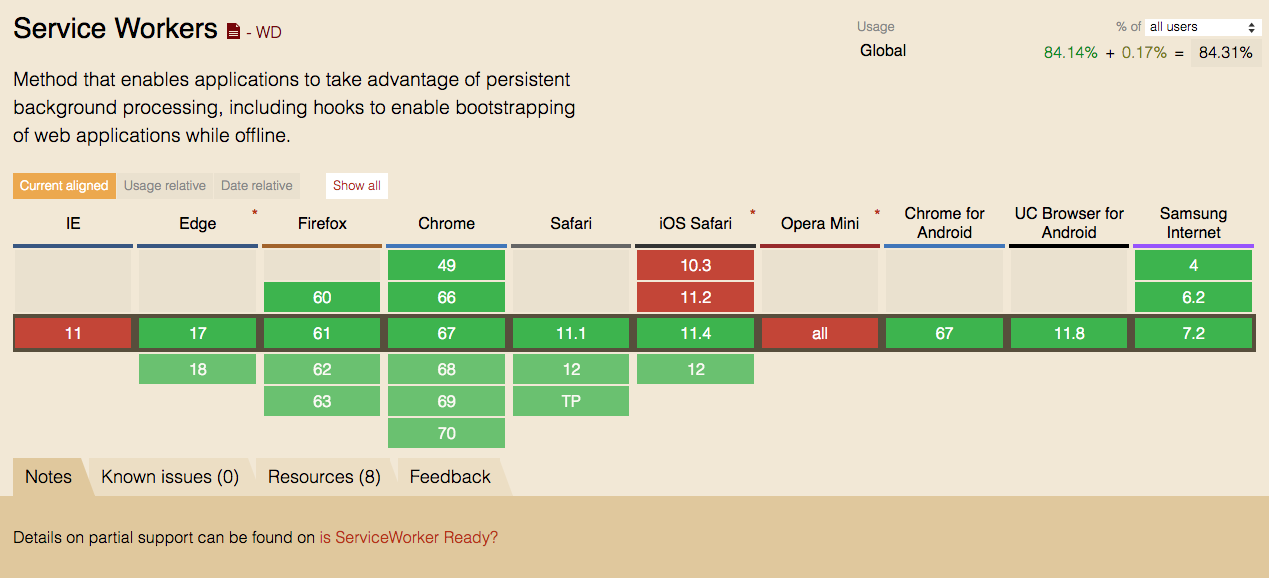 Service Workers - WD
Usage % of all users
Global 84.14% + 0.17% = 84.31%
Method that enables applications to take advantage of persistent
background processing, including hooks to enable bootstrapping
of web applications while offline.
Current aligned Usage relative Date relative Show all
IE Edge * Firefox Chrome Safari iOS Safari * Opera Mini * Chrome for Android UC Browser for Android Samsung Internet
49 10.3 4
60 66 11.2 6.2
11 17 61 67 11.1 11.4 all 67 11.8 7.2
18 62 68 12 12
63 69 TP
70
Notes Known issues (0) Resources (8) Feedback
Details on partial support can be found on is ServiceWorker Ready?